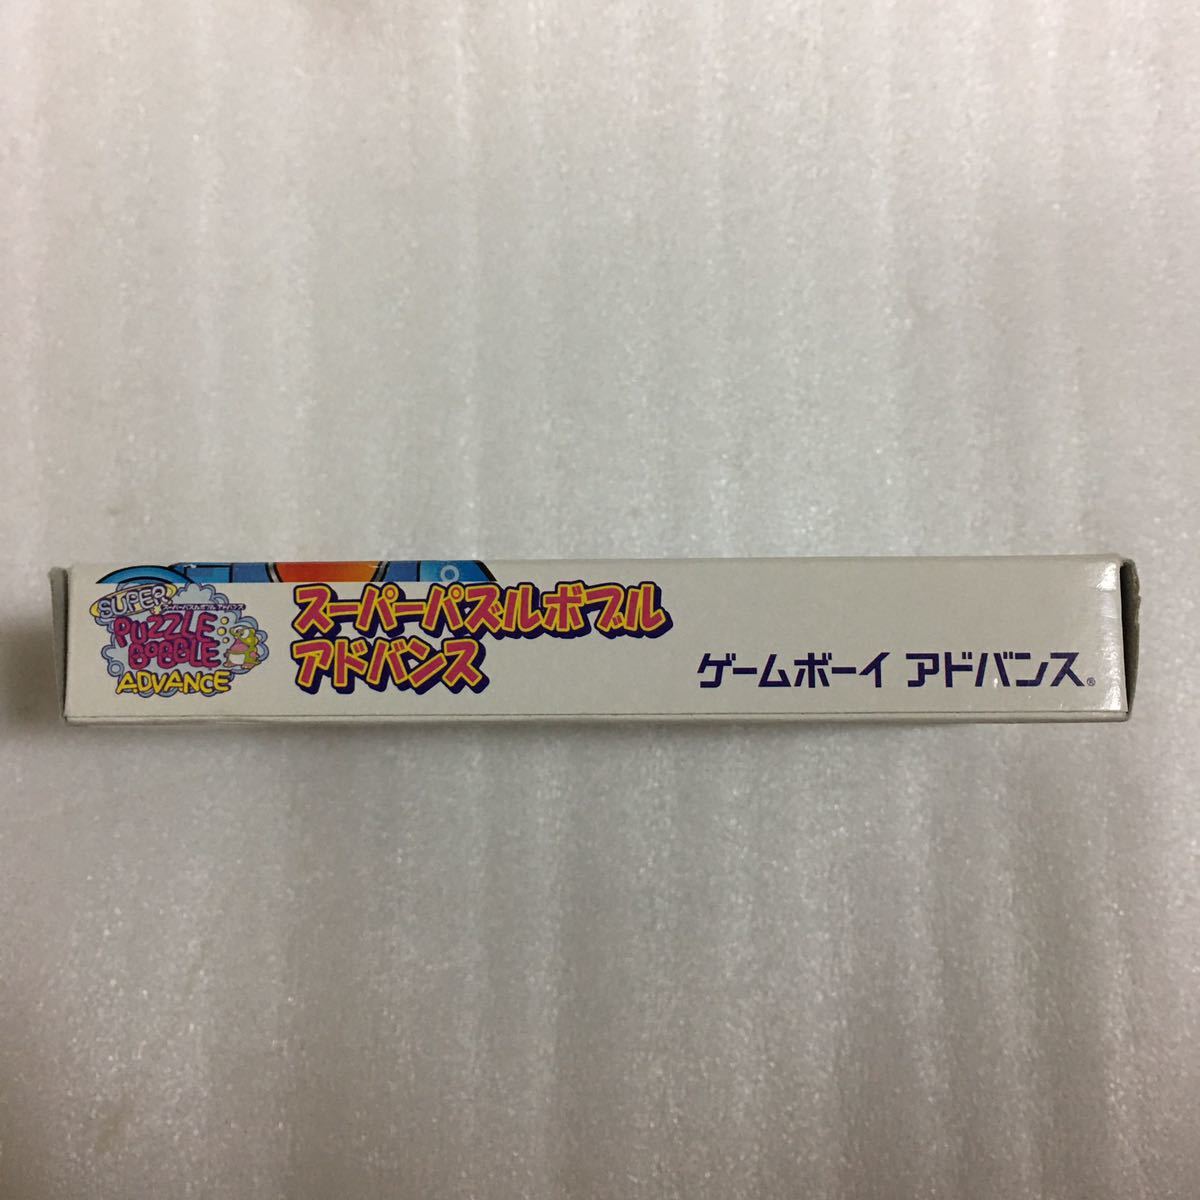 SUPER
スーパーパズルボブル アドバンス
PUZZLE
BOBBLE
ADVANCE
スーパーパズルボブル
アドバンス
ゲームボーイ アドバンス®